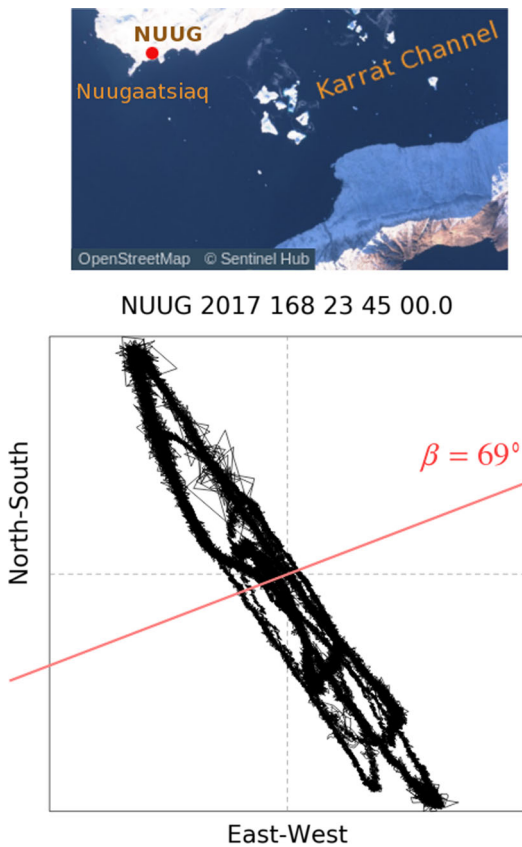 NUUG
Nuugaatsiaq
Karrat Channel
OpenStreetMap © Sentinel Hub
NUUG 2017 168 23 45 00.0
North-South
β = 69°
East-West